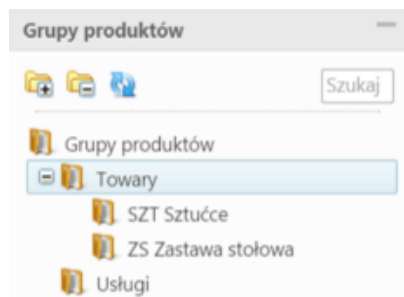 Grupy produktów
Szukaj
Grupy produktów
Towary
SZT Sztućce
ZS Zastawa stołowa
Usługi